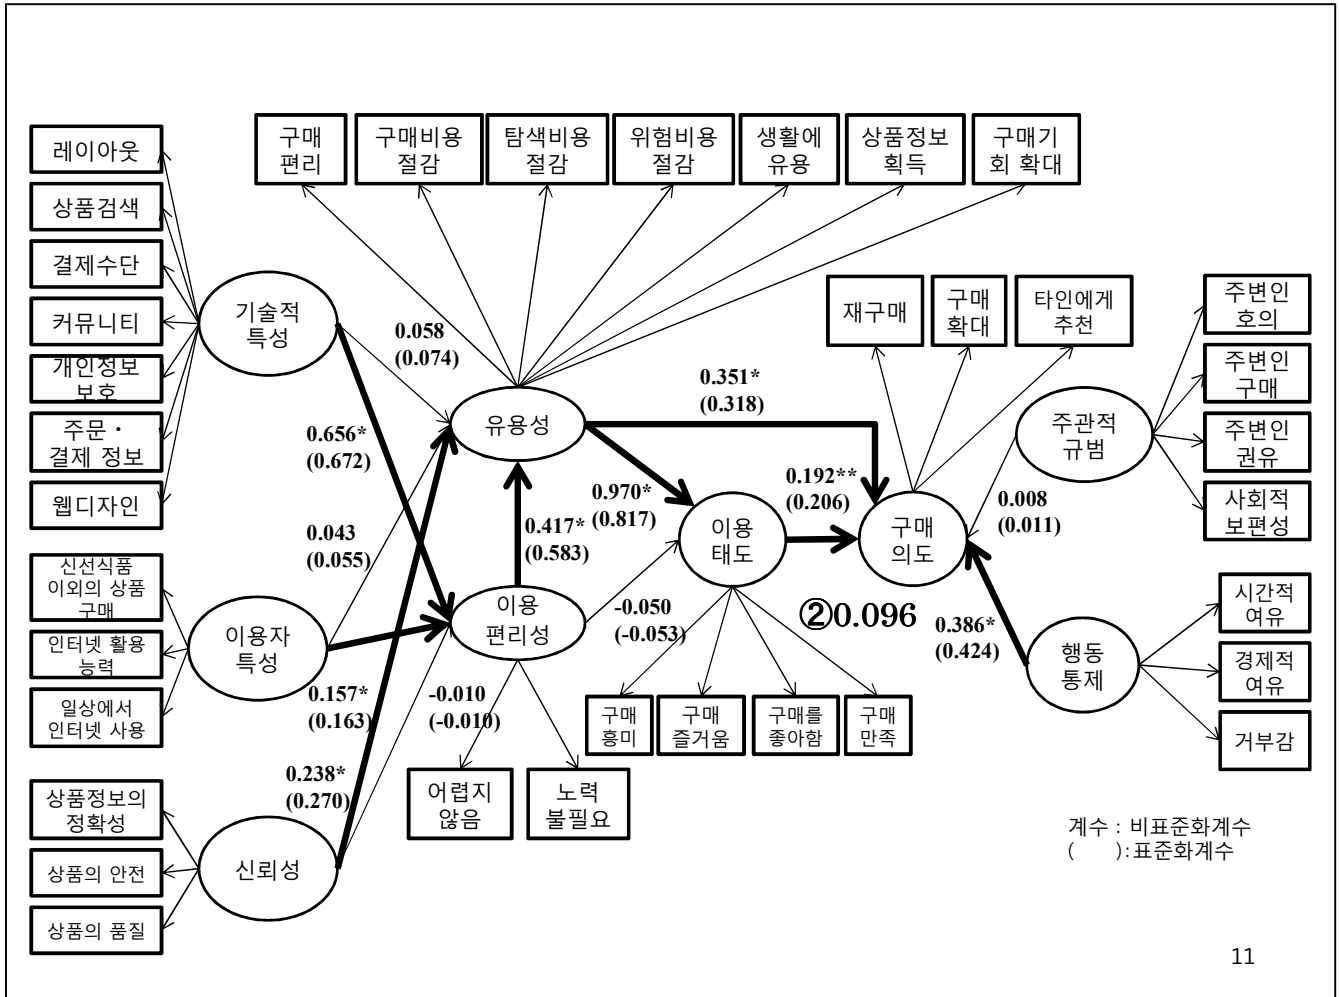 구매
편리
구매비용
절감
탐색비용
절감
위험비용
절감
생활에
유용
상품정보
획득
구매기
회 확대
레이아웃
상품검색
결제수단
커뮤니티
개인정보
보호
주문・
결제 정보
웹디자인
기술적
특성
0.058
(0.074)
0.656*
(0.672)
유용성
0.351*
(0.318)
재구매
구매
확대
타인에게
추천
주관적
규범
주변인
호의
주변인
구매
주변인
권유
사회적
보편성
0.043
(0.055)
0.417*
(0.583)
0.970*
(0.817)
이용
태도
0.192**
(0.206)
구매
의도
0.008
(0.011)
신선식품
이외의 상품
구매
인터넷 활용
능력
일상에서
인터넷 사용
이용자
특성
0.157*
(0.163)
이용
편리성
-0.010
(-0.010)
-0.050
(-0.053)
②0.096
0.386*
(0.424)
행동
통제
시간적
여유
경제적
여유
거부감
구매
흥미
구매
즐거움
구매를
좋아함
구매
만족
어렵지
않음
노력
불필요
0.238*
(0.270)
상품정보의
정확성
상품의 안전
상품의 품질
신뢰성
계수 : 비표준화계수
( ):표준화계수
11